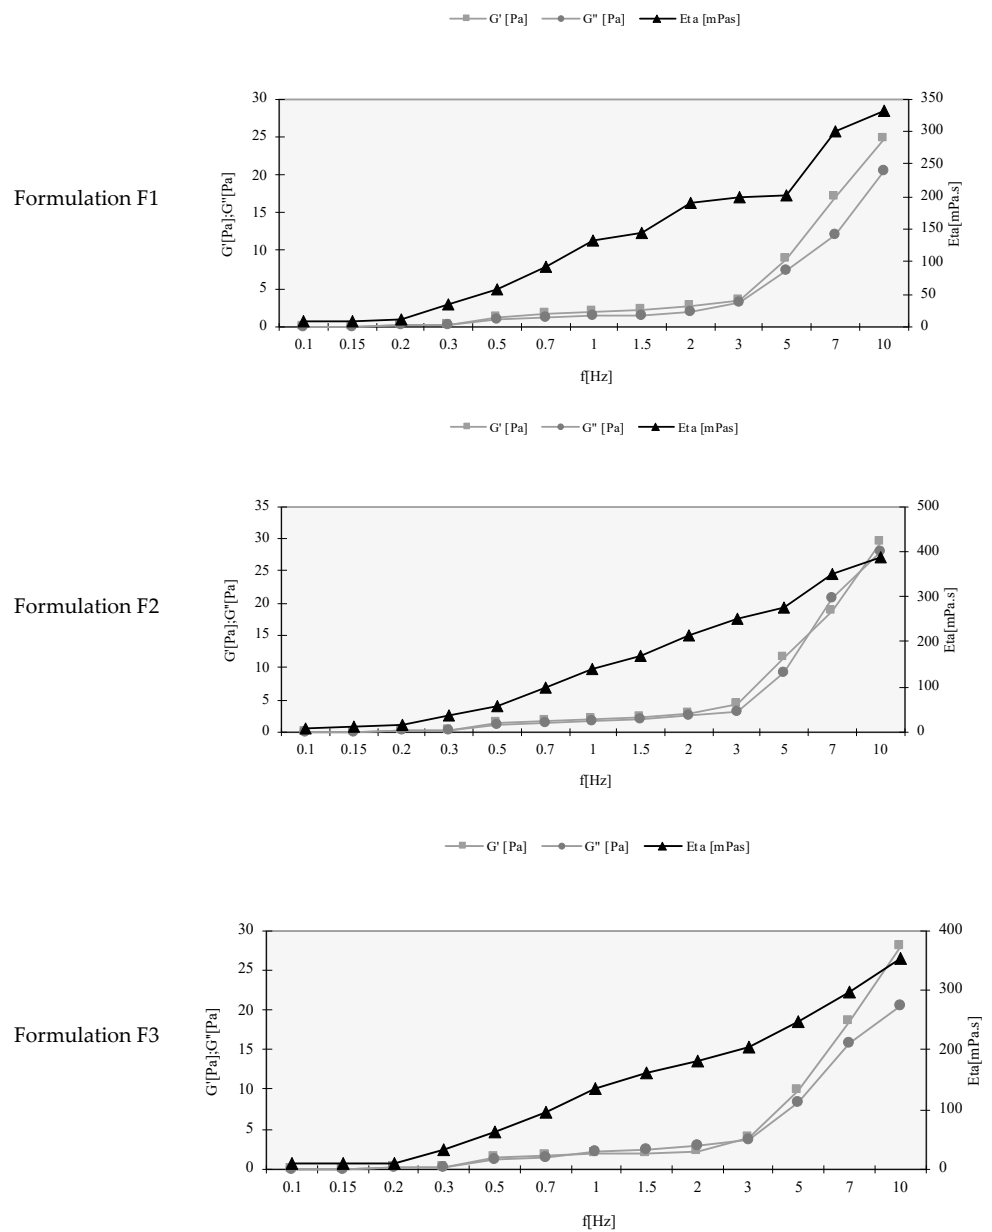 G' [Pa] G" [Pa] Eta [mPas]
Formulation F1
G'[Pa];G"[Pa]
30
25
20
15
10
5
0
350
300
250
200
150
100
50
0
Eta[mPa.s]
0.1 0.15 0.2 0.3 0.5 0.7 1 1.5 2 3 5 7 10
f[Hz]
G' [Pa] G" [Pa] Eta [mPas]
Formulation F2
G'[Pa];G"[Pa]
35
30
25
20
15
10
5
0
500
400
300
200
100
0
Eta[mPa.s]
0.1 0.15 0.2 0.3 0.5 0.7 1 1.5 2 3 5 7 10
f[Hz]
G' [Pa] G" [Pa] Eta [mPas]
Formulation F3
G'[Pa];G"[Pa]
30
25
20
15
10
5
0
400
300
200
100
0
Eta[mPa.s]
0.1 0.15 0.2 0.3 0.5 0.7 1 1.5 2 3 5 7 10
f[Hz]